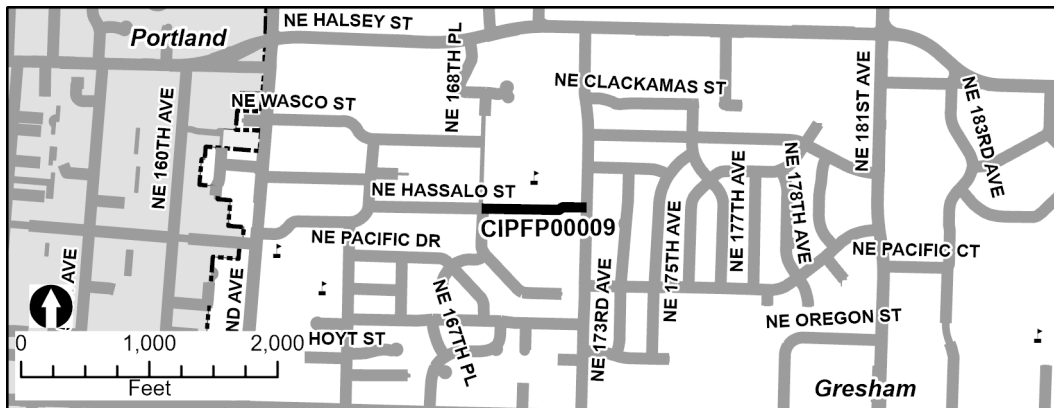 NE HALSEY ST
Portland
NE 168TH PL
NE CLACKAMAS ST
NE 181ST AVE
NE 160TH AVE
NE WASCO ST
NE 183RD AVE
NE 177TH AVE
NE 178TH AVE
NE HASSALO ST
CIPFP00009
NE 175TH AVE
NE PACIFIC DR
NE PACIFIC CT
AVE
ND AVE
NE 173RD AVE
NE 167TH PL
NE OREGON ST
HOYT ST
0 1,000 2,000
Feet
Gresham